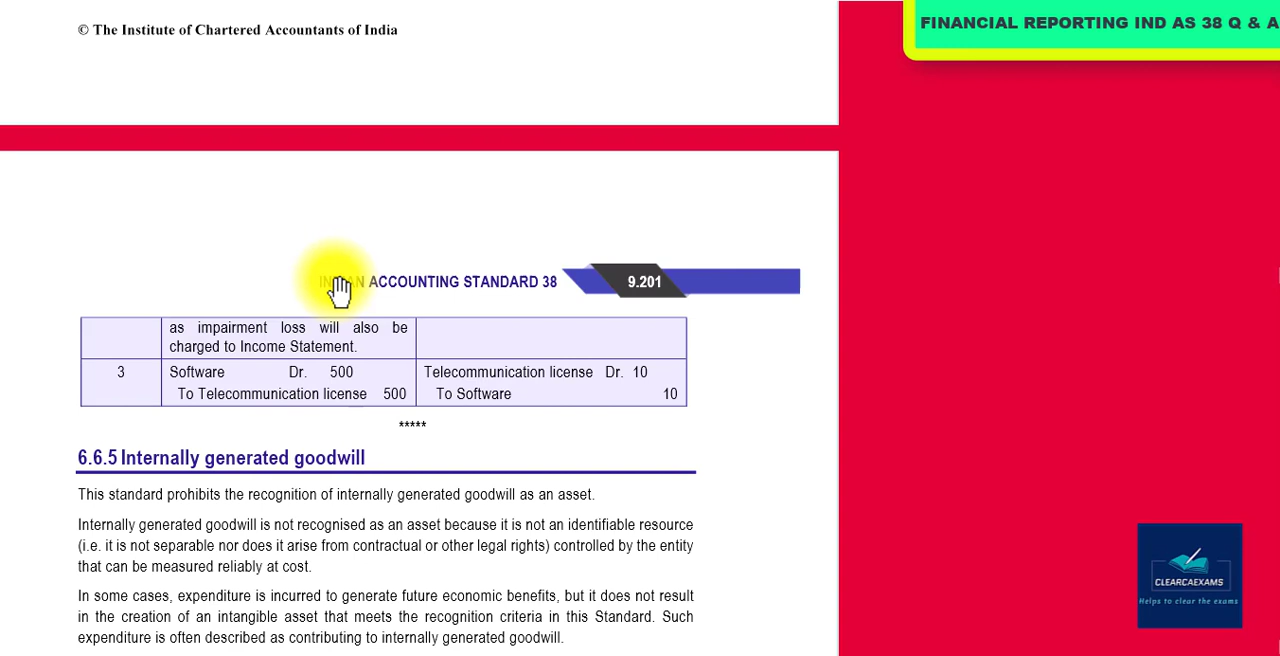 © The Institute of Chartered Accountants of India
FINANCIAL REPORTING IND AS 38 Q & A
INDIAN ACCOUNTING STANDARD 38 9.201
as impairment loss will also be
charged to Income Statement.
3 Software Dr. 500 Telecommunication license Dr. 10
To Telecommunication license 500 To Software 10
*****
6.6.5 Internally generated goodwill
This standard prohibits the recognition of internally generated goodwill as an asset.
Internally generated goodwill is not recognised as an asset because it is not an identifiable resource
(i.e. it is not separable nor does it arise from contractual or other legal rights) controlled by the entity
that can be measured reliably at cost.
In some cases, expenditure is incurred to generate future economic benefits, but it does not result
in the creation of an intangible asset that meets the recognition criteria in this Standard. Such
expenditure is often described as contributing to internally generated goodwill.
CLEARCAEXAMS
Helps to clear the exams